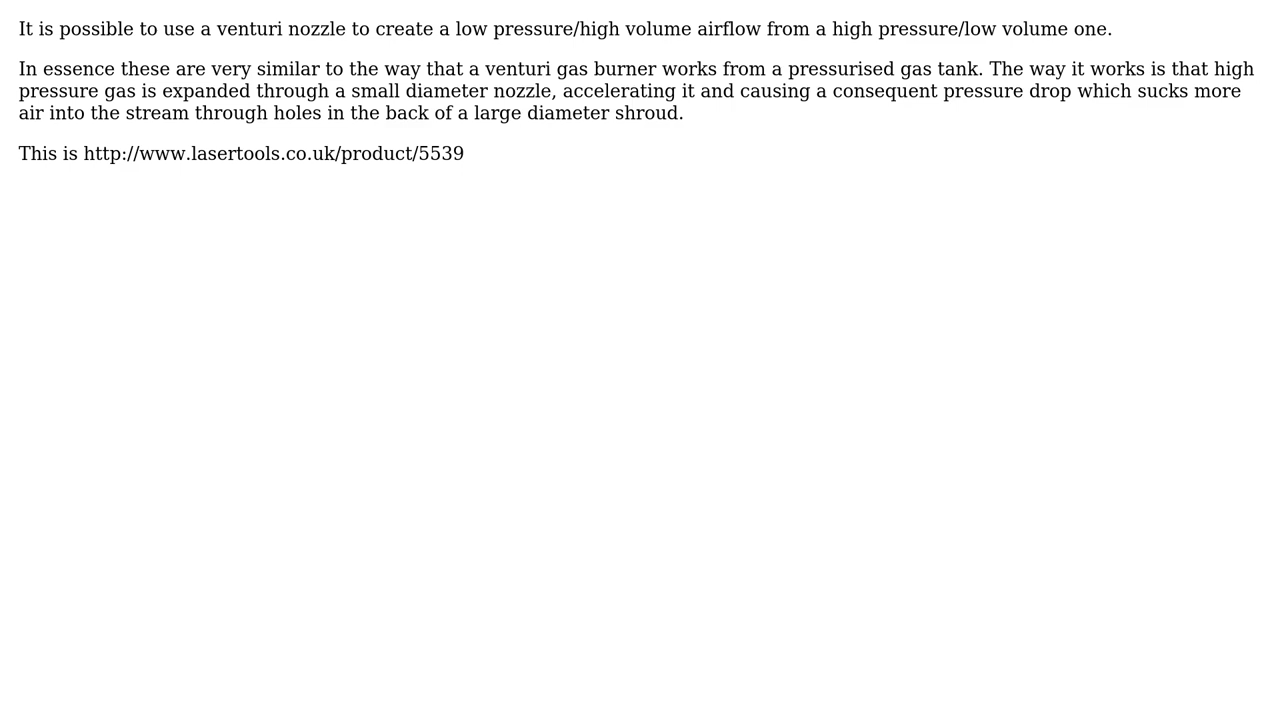 It is possible to use a venturi nozzle to create a low pressure/high volume airflow from a high pressure/low volume one.
In essence these are very similar to the way that a venturi gas burner works from a pressurised gas tank. The way it works is that high
pressure gas is expanded through a small diameter nozzle, accelerating it and causing a consequent pressure drop which sucks more
air into the stream through holes in the back of a large diameter shroud.
This is http://www.lasertools.co.uk/product/5539